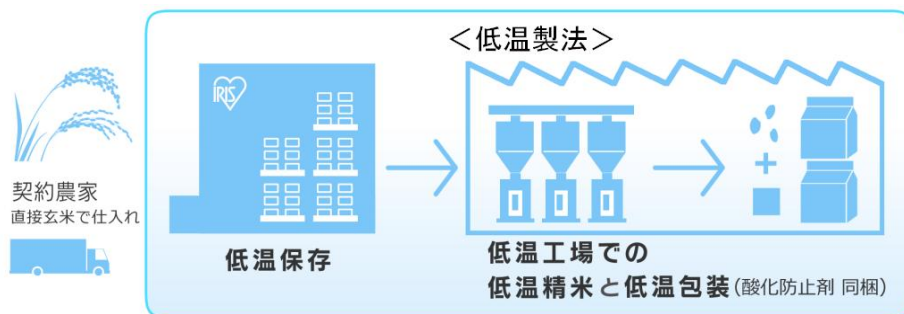 ＜低温製法＞
IRIS
契約農家
直接玄米で仕入れ
低温保存
低温工場での
低温精米と低温包装(酸化防止剤 同梱)